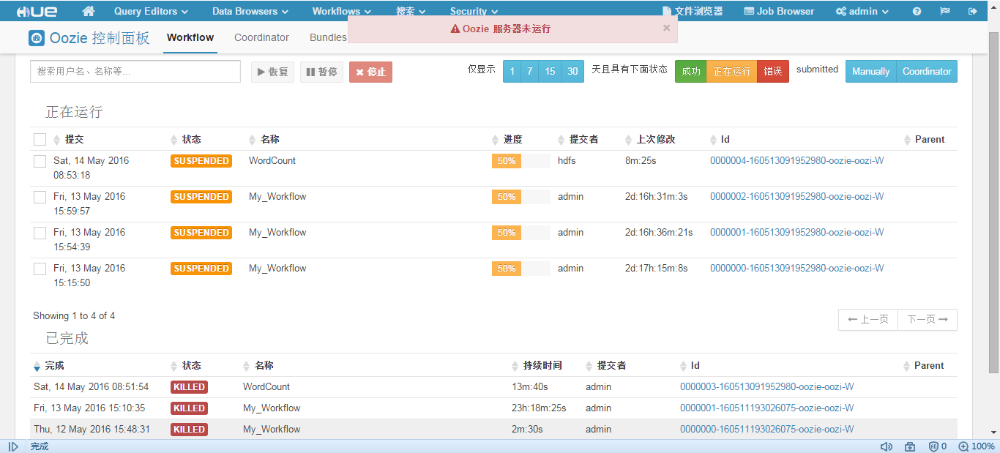 HUE Query Editors Data Browsers Workflows 搜索 Security 文件浏览器 Job Browser admin
Oozie 控制面板 Workflow Coordinator Bundles
Oozie 服务器未运行 ×
搜索用户名、名称等... 恢复 暂停 停止 仅显示 1 7 15 30 天且具有下面状态 成功 正在运行 错误 submitted Manually Coordinator
正在运行
提交 状态 名称 进度 提交者 上次修改 Id Parent
Sat, 14 May 2016 08:53:18 SUSPENDED WordCount 50% hdfs 8m:25s 0000004-160513091952980-oozie-oozi-W
Fri, 13 May 2016 15:59:57 SUSPENDED My_Workflow 50% admin 2d:16h:31m:3s 0000002-160513091952980-oozie-oozi-W
Fri, 13 May 2016 15:54:39 SUSPENDED My_Workflow 50% admin 2d:16h:36m:21s 0000001-160513091952980-oozie-oozi-W
Fri, 13 May 2016 15:15:50 SUSPENDED My_Workflow 50% admin 2d:17h:15m:8s 0000000-160513091952980-oozie-oozi-W
Showing 1 to 4 of 4 ← 上一页 下一页 →
已完成
完成 状态 名称 持续时间 提交者 Id Parent
Sat, 14 May 2016 08:51:54 KILLED WordCount 13m:40s admin 0000003-160513091952980-oozie-oozi-W
Fri, 13 May 2016 15:10:35 KILLED My_Workflow 23h:18m:25s admin 0000001-160511193026075-oozie-oozi-W
Thu, 12 May 2016 15:48:31 KILLED My_Workflow 2m:30s admin 0000000-160511193026075-oozie-oozi-W
完成 0 100%